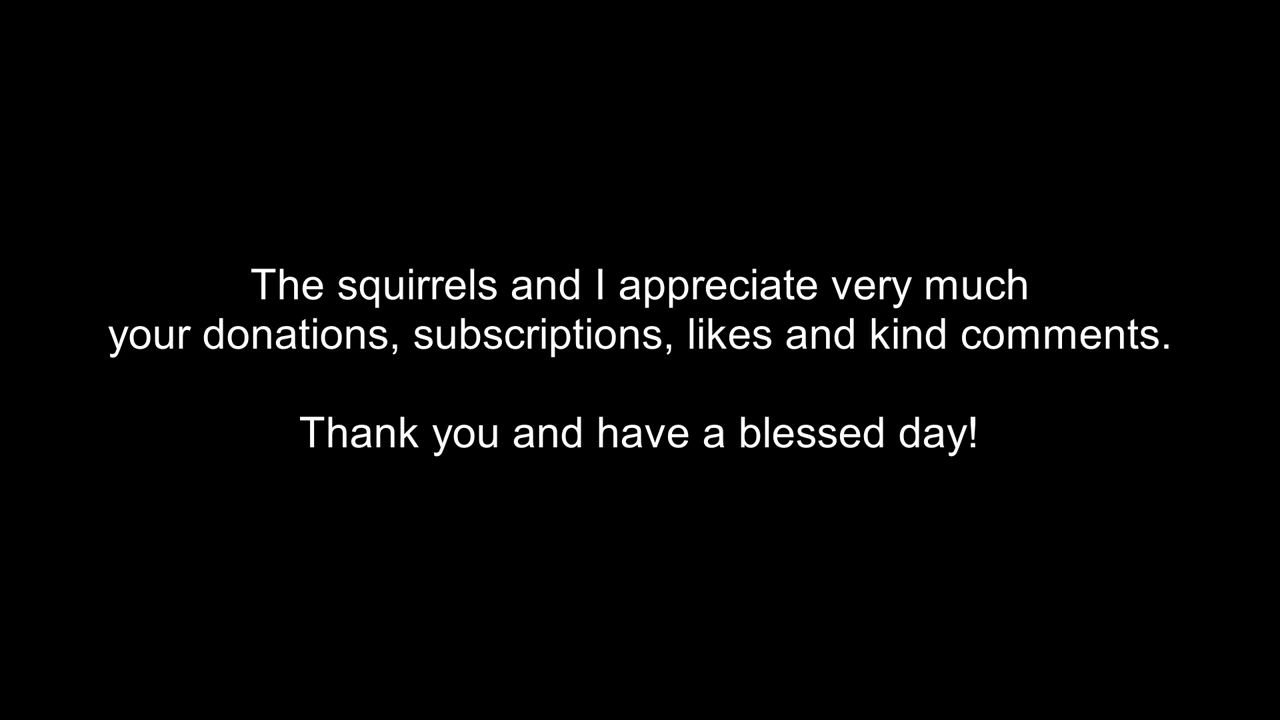 The squirrels and I appreciate very much
your donations, subscriptions, likes and kind comments.
Thank you and have a blessed day!